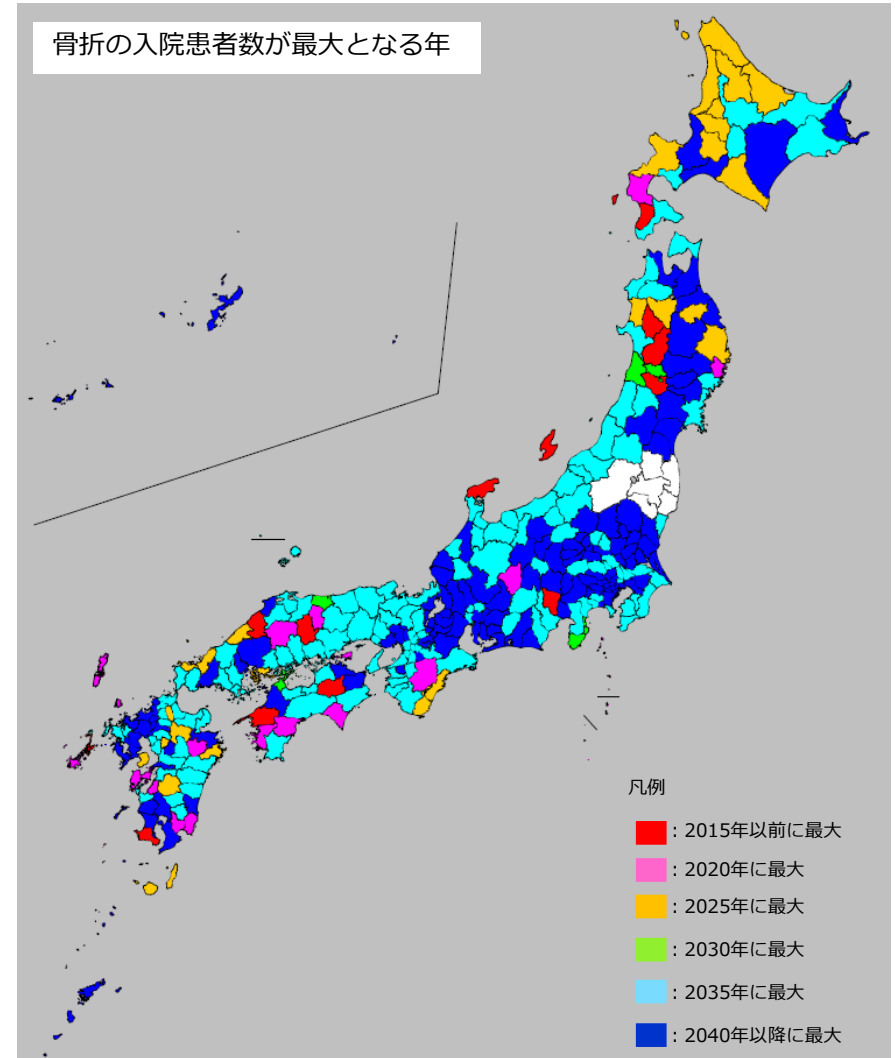 骨折の入院患者数が最大となる年
凡例
：2015年以前に最大
：2020年に最大
：2025年に最大
：2030年に最大
：2035年に最大
：2040年以降に最大